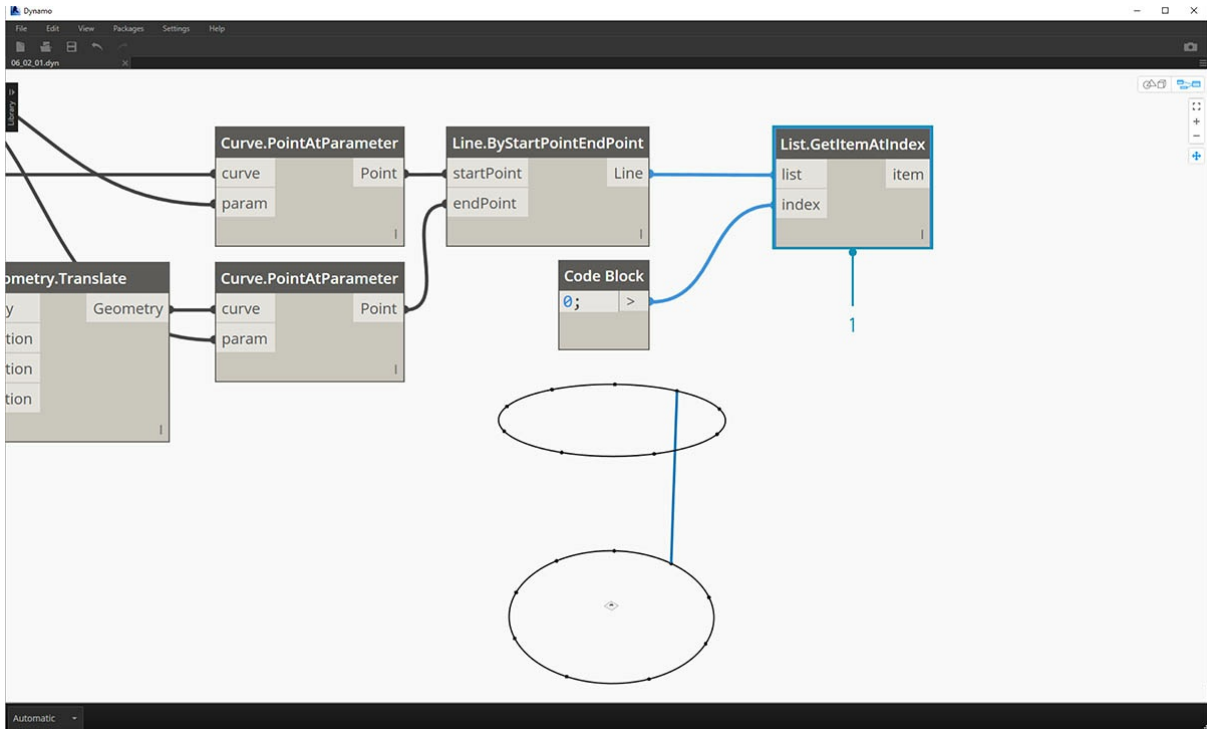 Dynamo
File Edit View Packages Settings Help
06_02_01.dyn
Library
Curve.PointAtParameter
curve Point
param
Line.ByStartPointEndPoint
startPoint Line
endPoint
List.GetItemAtIndex
list item
index
ometry.Translate
y Geometry
tion
tion
tion
Curve.PointAtParameter
curve Point
param
Code Block
0; >
1
Automatic